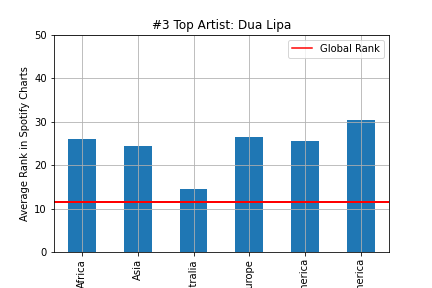 #3 Top Artist: Dua Lipa
Global Rank
Average Rank in Spotify Charts
50
40
30
20
10
0
Africa
Asia
tralia
urope
nerica
nerica